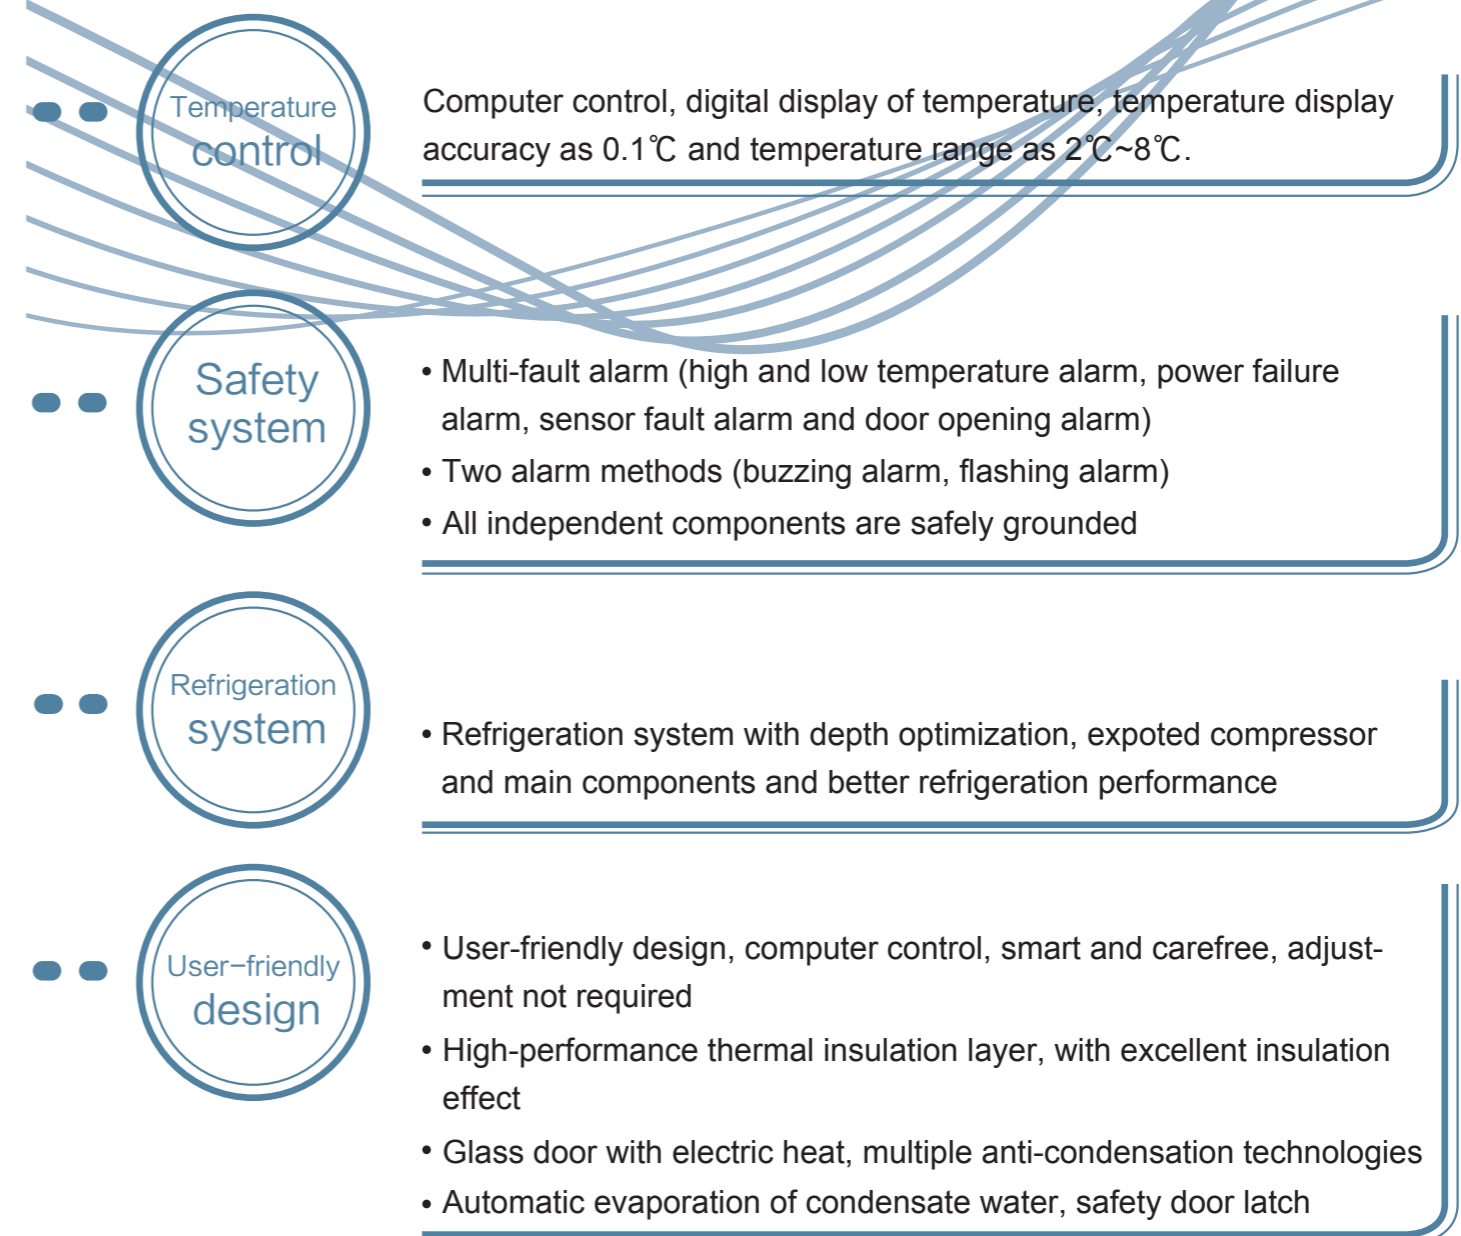 Temperature
control
Computer control, digital display of temperature, temperature display
accuracy as 0.1℃ and temperature range as 2℃~8℃.
Safety
system
• Multi-fault alarm (high and low temperature alarm, power failure
alarm, sensor fault alarm and door opening alarm)
• Two alarm methods (buzzing alarm, flashing alarm)
• All independent components are safely grounded
Refrigeration
system
• Refrigeration system with depth optimization, expoted compressor
and main components and better refrigeration performance
User-friendly
design
• User-friendly design, computer control, smart and carefree, adjust-
ment not required
• High-performance thermal insulation layer, with excellent insulation
effect
• Glass door with electric heat, multiple anti-condensation technologies
• Automatic evaporation of condensate water, safety door latch